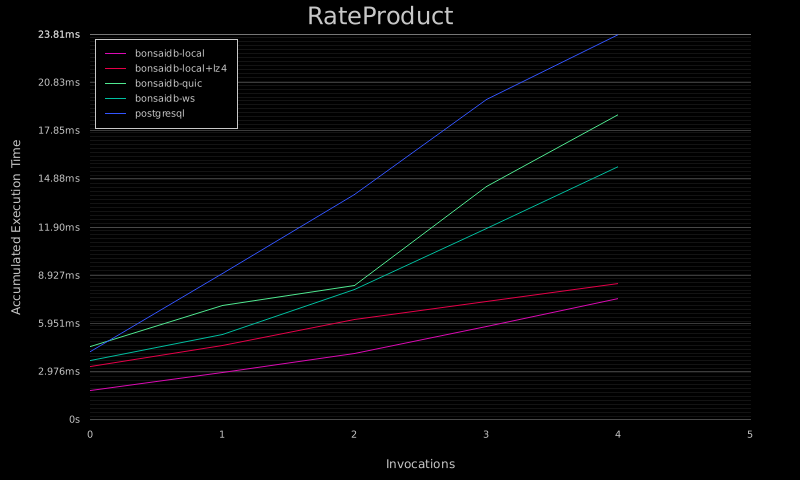 RateProduct
23.81ms
20.83ms
17.85ms
14.88ms
11.90ms
8.927ms
5.951ms
2.976ms
0s
bonsaidb-local
bonsaidb-local+lz4
bonsaidb-quic
bonsaidb-ws
postgresql
Accumulated Execution Time
0 1 2 3 4 5
Invocations